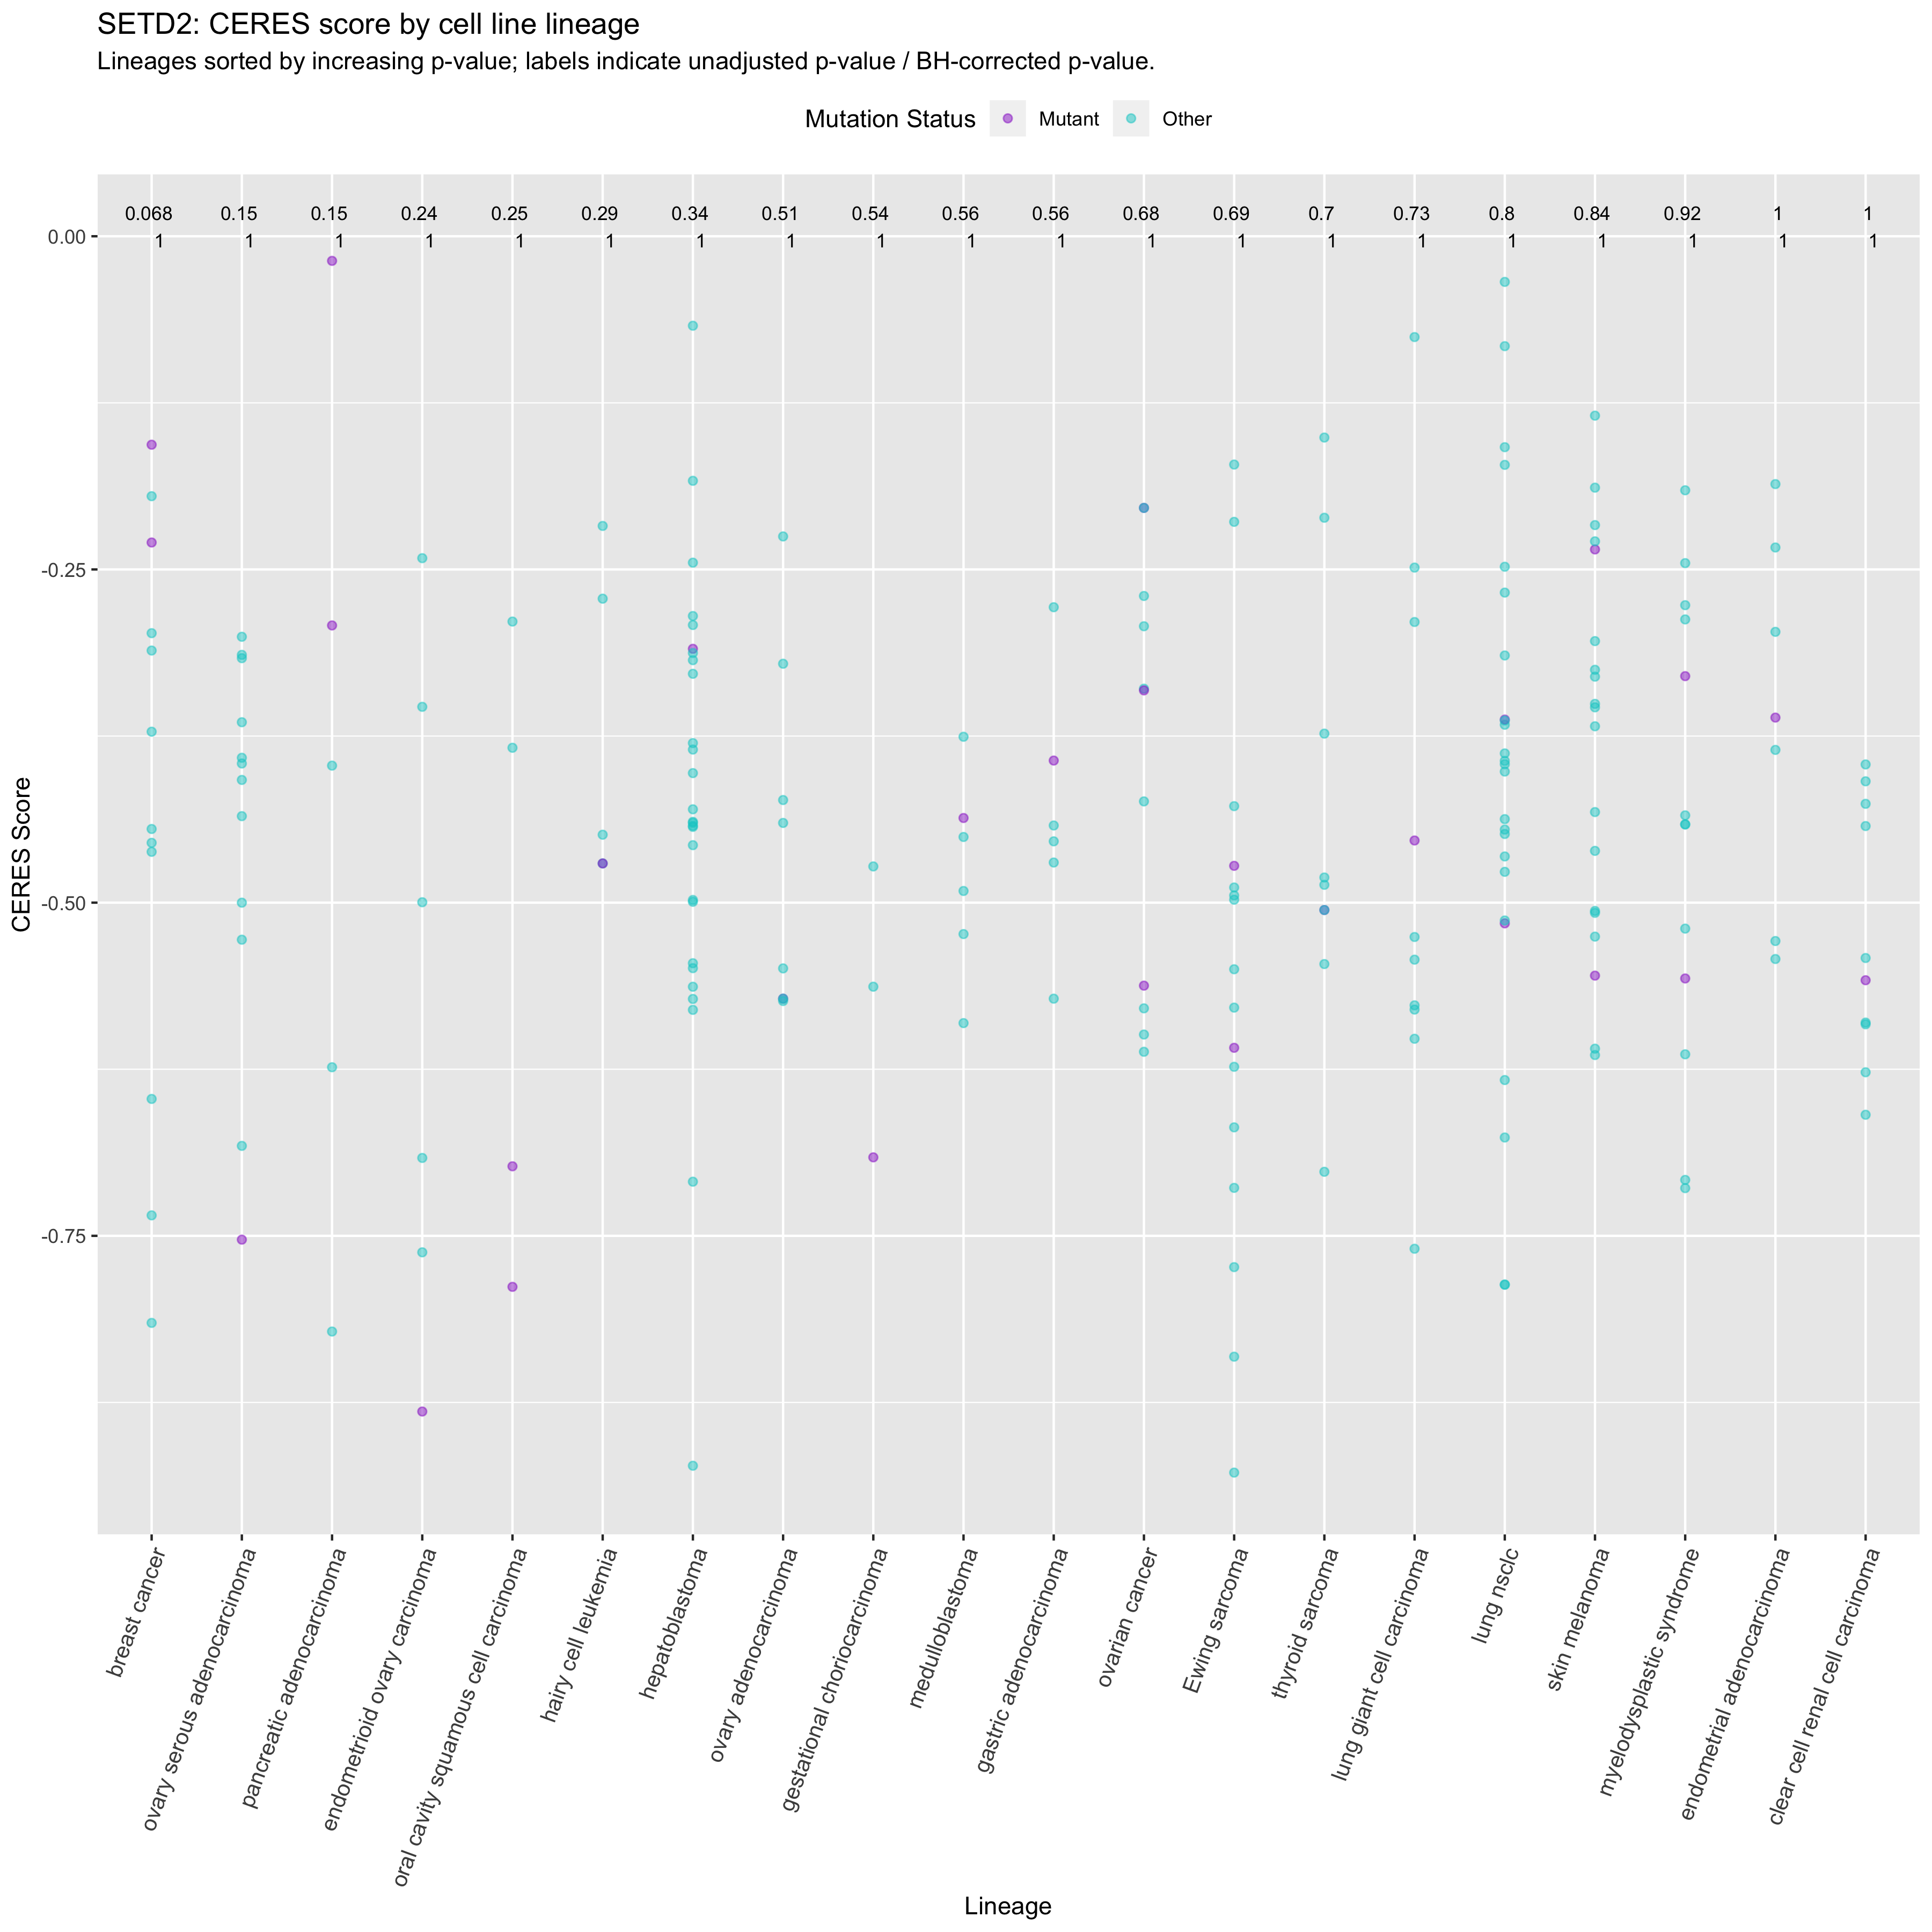 SETD2: CERES score by cell line lineage
Lineages sorted by increasing p-value; labels indicate unadjusted p-value / BH-corrected p-value.
Mutation Status Mutant Other
0.068 0.15 0.15 0.24 0.25 0.29 0.34 0.51 0.54 0.56 0.56 0.68 0.69 0.7 0.73 0.8 0.84 0.92 1 1
1 1 1 1 1 1 1 1 1 1 1 1 1 1 1 1 1 1 1 1
0.00
-0.25
-0.50
-0.75
CERES Score
breast cancer
ovary serous adenocarcinoma
pancreatic adenocarcinoma
endometrioid ovary carcinoma
oral cavity squamous cell carcinoma
hairy cell leukemia
hepatoblastoma
ovary adenocarcinoma
gestational choriocarcinoma
medulloblastoma
gastric adenocarcinoma
ovarian cancer
Ewing sarcoma
thyroid sarcoma
lung giant cell carcinoma
lung nsclc
skin melanoma
myelodysplastic syndrome
endometrial adenocarcinoma
clear cell renal cell carcinoma
Lineage